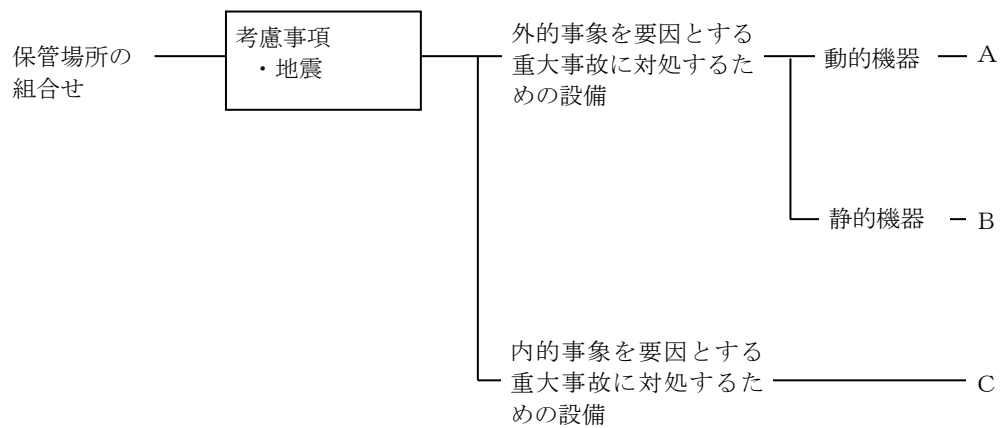 保管場所の
組合せ
考慮事項
・地震
外的事象を要因とする
重大事故に対処するた
めの設備
動的機器
A
静的機器
B
内的事象を要因とする
重大事故に対処するた
めの設備
C